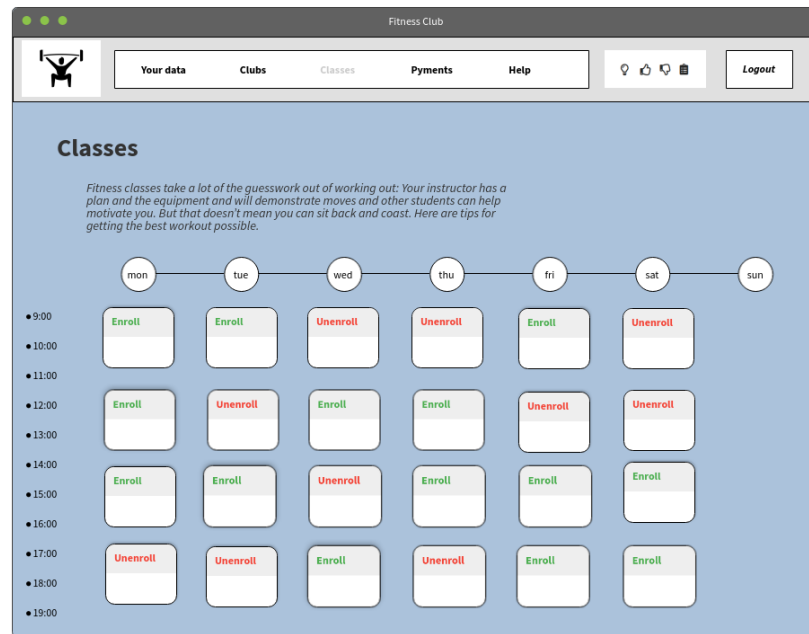 Fitness Club
Your data Clubs Classes Pyments Help Logout
Classes
Fitness classes take a lot of the guesswork out of working out: Your instructor has a
plan and the equipment and will demonstrate moves and other students can help
motivate you. But that doesn't mean you can sit back and coast. Here are tips for
getting the best workout possible.
mon tue wed thu fri sat sun
9:00 Enroll Enroll Unenroll Unenroll Enroll Unenroll
10:00
11:00
12:00 Enroll Unenroll Enroll Enroll Unenroll Unenroll
13:00
14:00
Enroll Enroll Unenroll Enroll Enroll Enroll
15:00
16:00
17:00 Unenroll Unenroll Enroll Unenroll Enroll Enroll
18:00
19:00